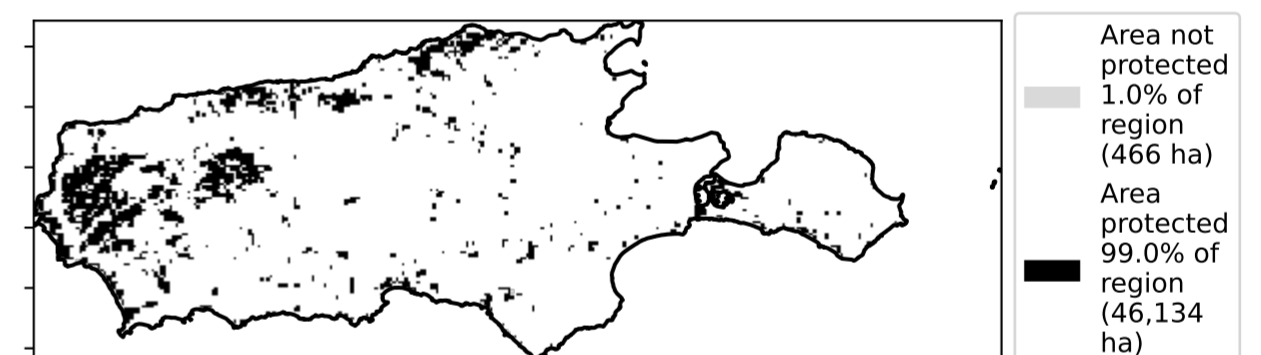 Area not
protected
1.0% of
region
(466 ha)
Area
protected
99.0% of
region
(46,134
ha)